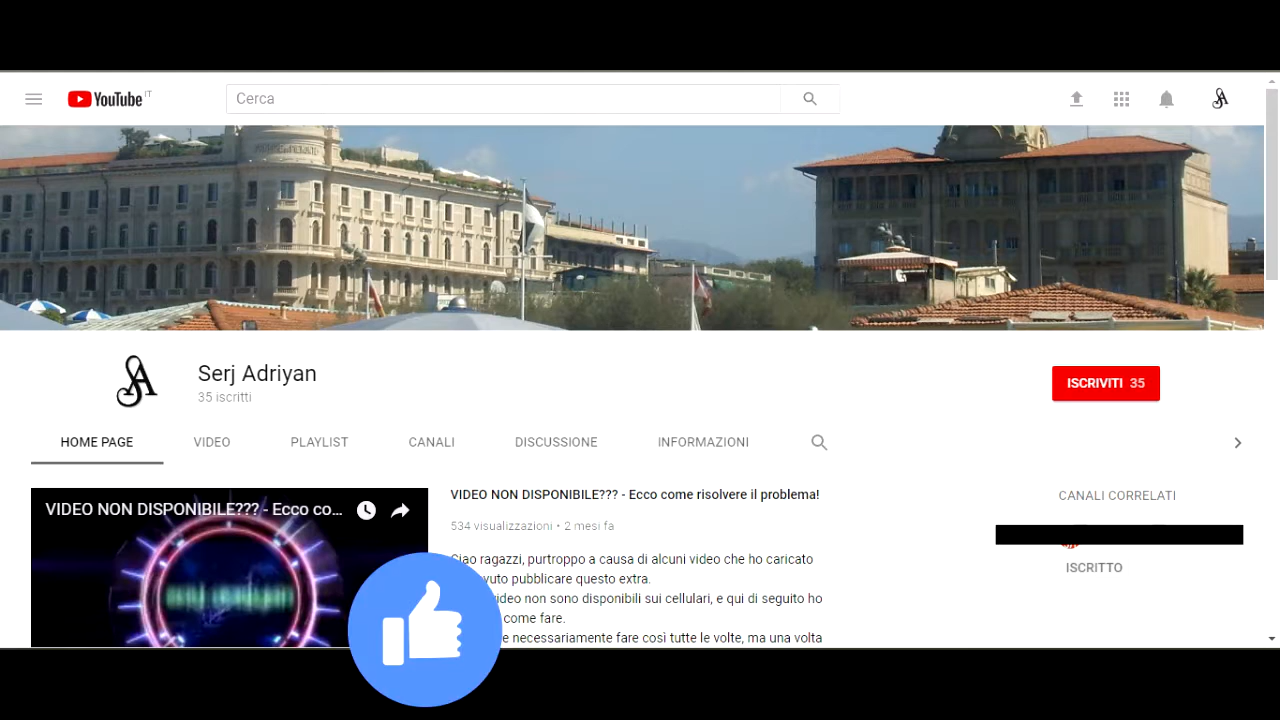 YouTube IT
Cerca
Serj Adriyan
35 iscritti
ISCRIVITI 35
HOME PAGE
VIDEO
PLAYLIST
CANALI
DISCUSSIONE
INFORMAZIONI
VIDEO NON DISPONIBILE??? - Ecco co...
VIDEO NON DISPONIBILE??? - Ecco come risolvere il problema!
534 visualizzazioni • 2 mesi fa
Ciao ragazzi, purtroppo a causa di alcuni video che ho caricato
vuto pubblicare questo extra.
ideo non sono disponibili sui cellulari, e qui di seguito ho
come fare.
e necessariamente fare così tutte le volte, ma una volta
CANALI CORRELATI
ISCRITTO